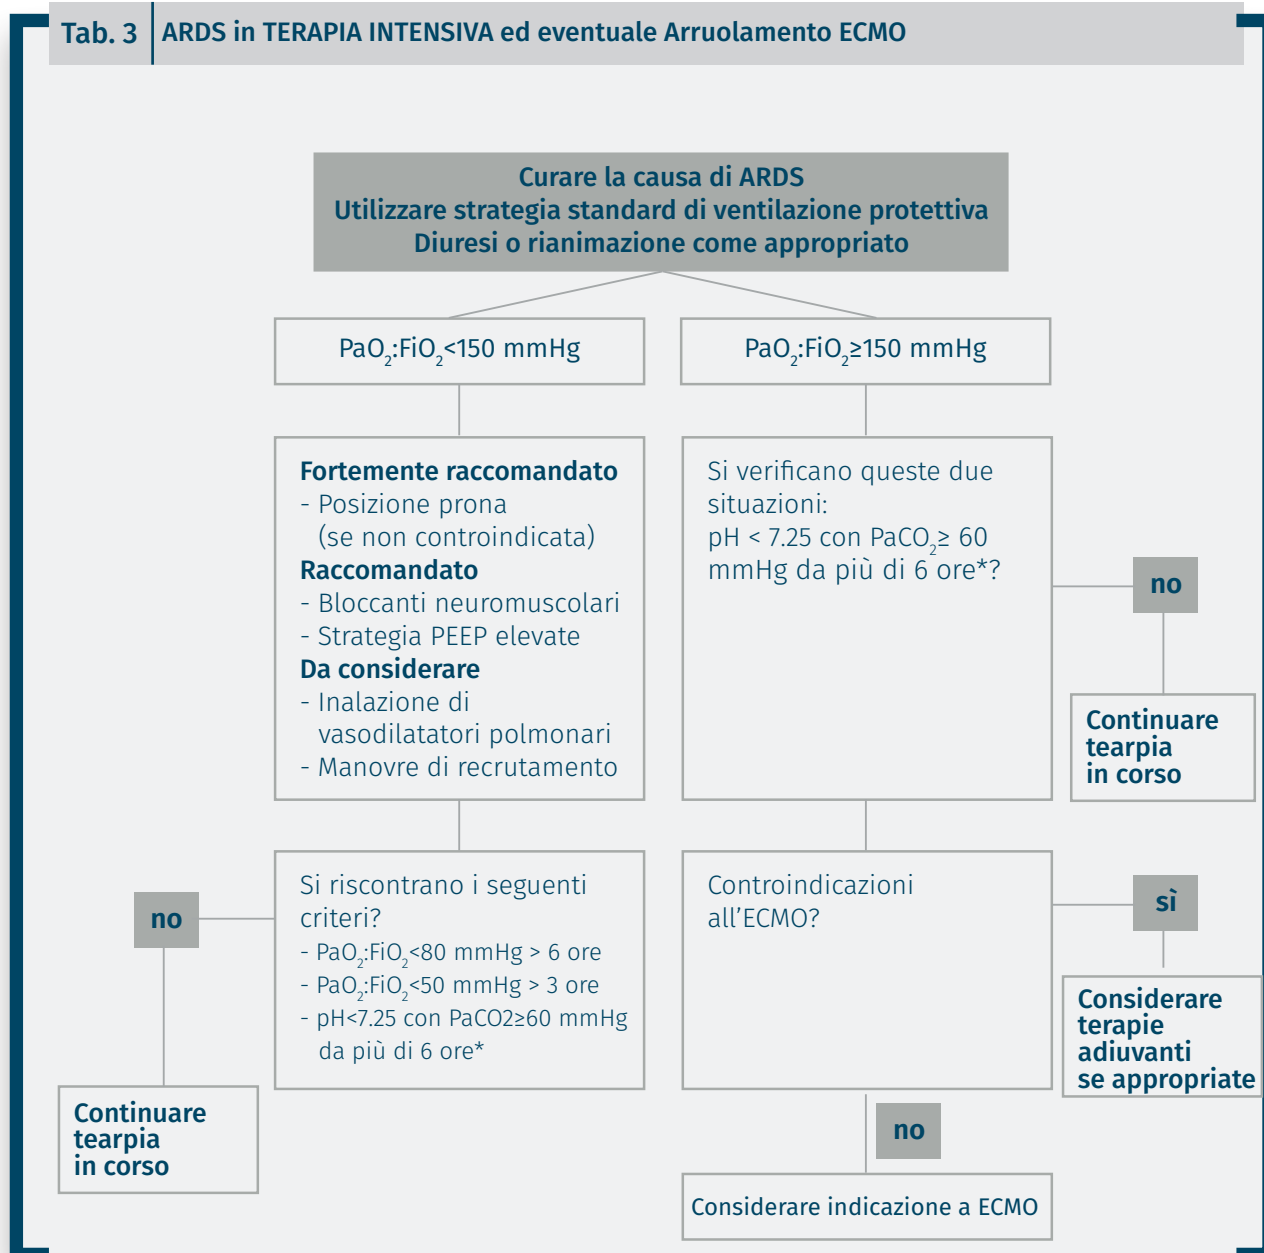 Tab. 3
ARDS in TERAPIA INTENSIVA ed eventuale Arruolamento ECMO
Curare la causa di ARDS
Utilizzare strategia standard di ventilazione protettiva
Diuresi o rianimazione come appropriato
PaO₂:FiO₂<150 mmHg
PaO₂:FiO₂≥150 mmHg
Fortemente raccomandato
- Posizione prona
(se non controindicata)
Raccomandato
- Bloccanti neuromuscolari
- Strategia PEEP elevate
Da considerare
- Inalazione di
vasodilatatori polmonari
- Manovre di recrutamento
Si verificano queste due
situazioni:
pH < 7.25 con PaCO₂≥ 60
mmHg da più di 6 ore*?
no
Continuare
tearpia
in corso
Si riscontrano i seguenti
criteri?
- PaO₂:FiO₂<80 mmHg > 6 ore
- PaO₂:FiO₂<50 mmHg > 3 ore
- pH<7.25 con PaCO2≥60 mmHg
da più di 6 ore*
no
Continuare
tearpia
in corso
Controindicazioni
all'ECMO?
sì
Considerare
terapie
adiuvanti
se appropriate
no
Considerare indicazione a ECMO